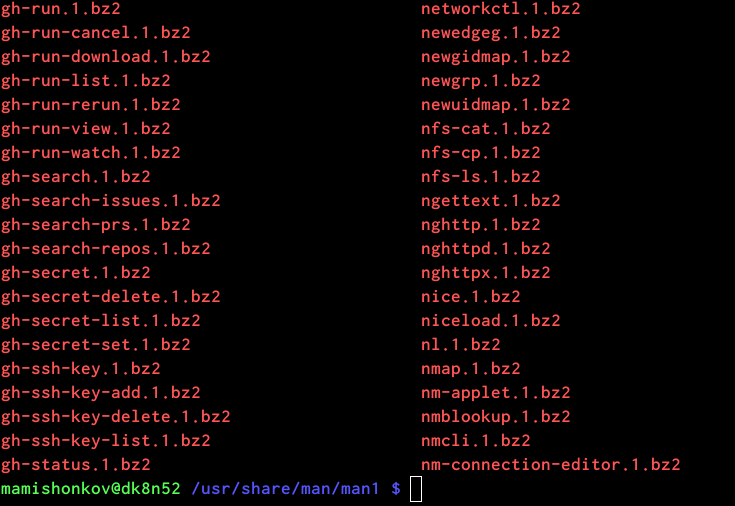 gh-run.1.bz2 networkctl.1.bz2
gh-run-cancel.1.bz2 newedgeg.1.bz2
gh-run-download.1.bz2 newgidmap.1.bz2
gh-run-list.1.bz2 newgrp.1.bz2
gh-run-rerun.1.bz2 newuidmap.1.bz2
gh-run-view.1.bz2 nfs-cat.1.bz2
gh-run-watch.1.bz2 nfs-cp.1.bz2
gh-search.1.bz2 nfs-ls.1.bz2
gh-search-issues.1.bz2 ngettext.1.bz2
gh-search-prs.1.bz2 nghttp.1.bz2
gh-search-repos.1.bz2 nghttpd.1.bz2
gh-secret.1.bz2 nghttpx.1.bz2
gh-secret-delete.1.bz2 nice.1.bz2
gh-secret-list.1.bz2 niceload.1.bz2
gh-secret-set.1.bz2 nl.1.bz2
gh-ssh-key.1.bz2 nmap.1.bz2
gh-ssh-key-add.1.bz2 nm-applet.1.bz2
gh-ssh-key-delete.1.bz2 nmblookup.1.bz2
gh-ssh-key-list.1.bz2 nmcli.1.bz2
gh-status.1.bz2 nm-connection-editor.1.bz2
mamishonkov@dk8n52 /usr/share/man/man1 $